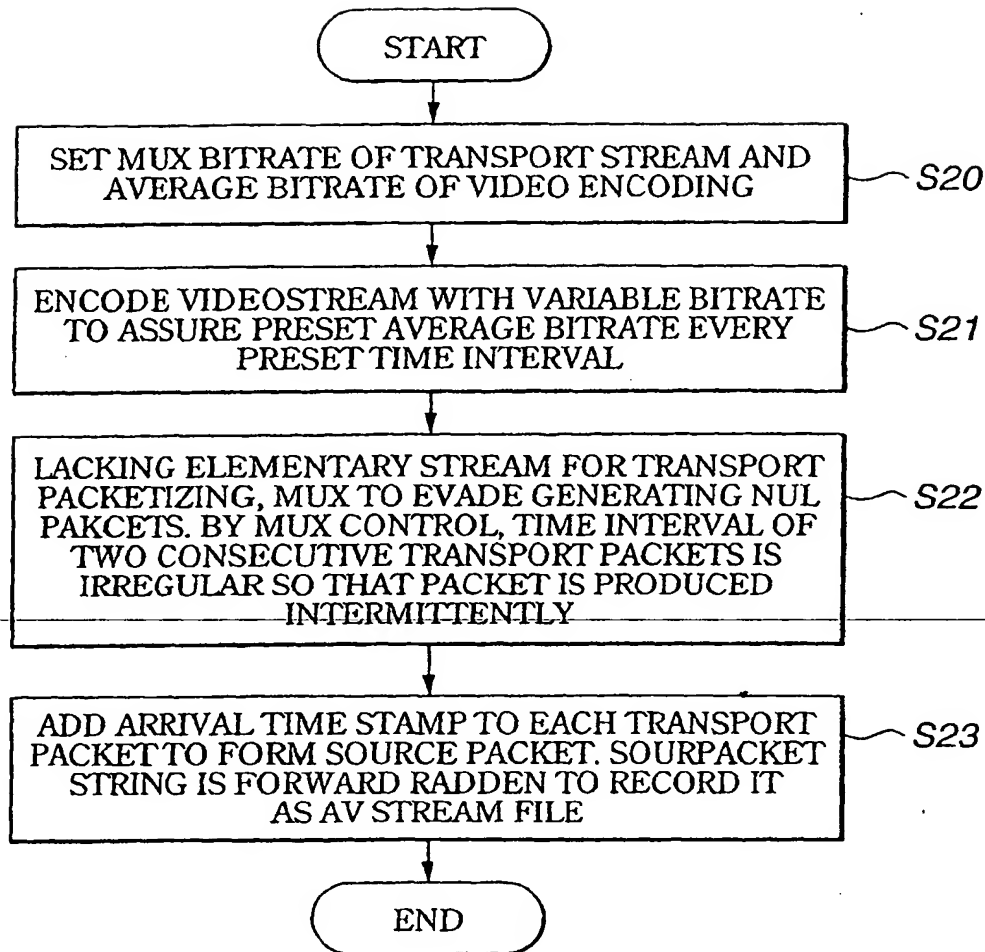 START
SET MUX BITRATE OF TRANSPORT STREAM AND
AVERAGE BITRATE OF VIDEO ENCODING
S20
ENCODE VIDEOSTREAM WITH VARIABLE BITRATE
TO ASSURE PRESET AVERAGE BITRATE EVERY
PRESET TIME INTERVAL
S21
LACKING ELEMENTARY STREAM FOR TRANSPORT
PACKETIZING, MUX TO EVADE GENERATING NUL
PAKCETS. BY MUX CONTROL, TIME INTERVAL OF
TWO CONSECUTIVE TRANSPORT PACKETS IS
IRREGULAR SO THAT PACKET IS PRODUCED
INTERMITTENTLY
S22
ADD ARRIVAL TIME STAMP TO EACH TRANSPORT
PACKET TO FORM SOURCE PACKET. SOURPACKET
STRING IS FORWARD RADDEN TO RECORD IT
AS AV STREAM FILE
S23
END